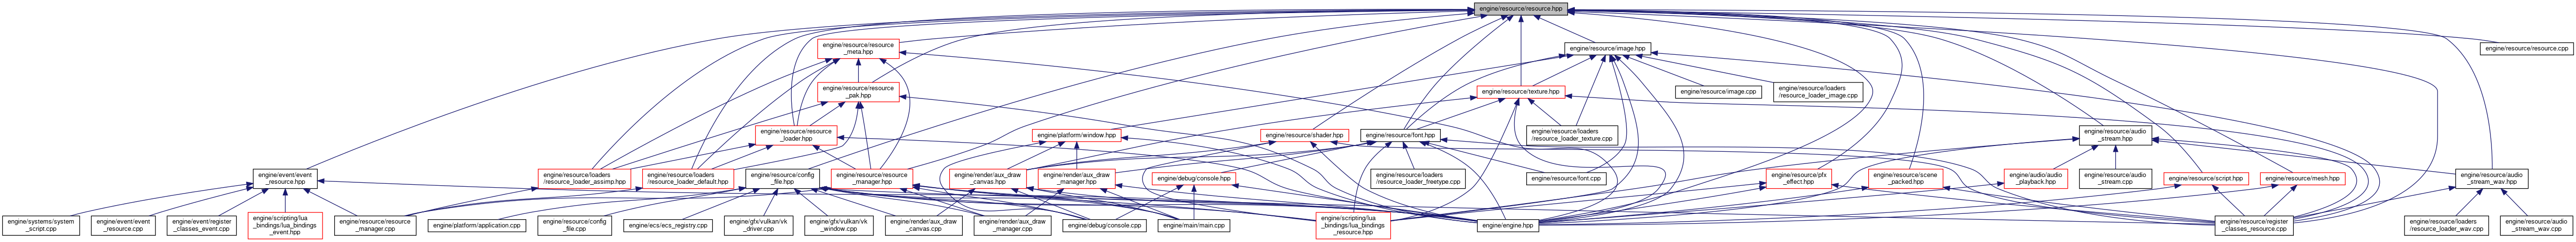 engine/resource/resource.hpp
engine/resource/resource
_meta.hpp
engine/resource/image.hpp
engine/resource/resource.cpp
engine/resource/resource
_pak.hpp
engine/resource/texture.hpp
engine/resource/image.cpp
engine/resource/loaders
/resource_loader_image.cpp
engine/resource/resource
_loader.hpp
engine/platform/window.hpp
engine/resource/shader.hpp
engine/resource/font.hpp
engine/resource/loaders
/resource_loader_texture.cpp
engine/resource/audio
_stream.hpp
engine/event/event
_resource.hpp
engine/resource/loaders
/resource_loader_assimp.hpp
engine/resource/loaders
/resource_loader_default.hpp
engine/resource/config
_file.hpp
engine/resource/resource
_manager.hpp
engine/render/aux_draw
_canvas.hpp
engine/render/aux_draw
_manager.hpp
engine/debug/console.hpp
engine/resource/loaders
/resource_loader_freetype.cpp
engine/resource/font.cpp
engine/resource/pfx
_effect.hpp
engine/resource/scene
_packed.hpp
engine/audio/audio
_playback.hpp
engine/resource/audio
_stream.cpp
engine/resource/script.hpp
engine/resource/mesh.hpp
engine/resource/audio
_stream_wav.hpp
engine/systems/system
_script.cpp
engine/event/event
_resource.cpp
engine/event/register
_classes_event.cpp
engine/scripting/lua
_bindings/lua_bindings
_event.hpp
engine/resource/resource
_manager.cpp
engine/platform/application.cpp
engine/resource/config
_file.cpp
engine/ecs/ecs_registry.cpp
engine/gfx/vulkan/vk
_driver.cpp
engine/gfx/vulkan/vk
_window.cpp
engine/render/aux_draw
_canvas.cpp
engine/render/aux_draw
_manager.cpp
engine/debug/console.cpp
engine/main/main.cpp
engine/scripting/lua
_bindings/lua_bindings
_resource.hpp
engine/engine.hpp
engine/resource/register
_classes_resource.cpp
engine/resource/loaders
/resource_loader_wav.cpp
engine/resource/audio
_stream_wav.cpp